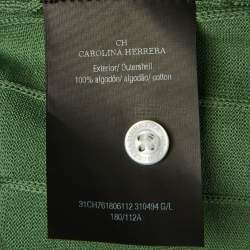 CH
CAROLINA HERRERA
Exterior/ Outershell
100% algodón/ algodão/ cotton
31CH761806112 310494 G/L
180/112A